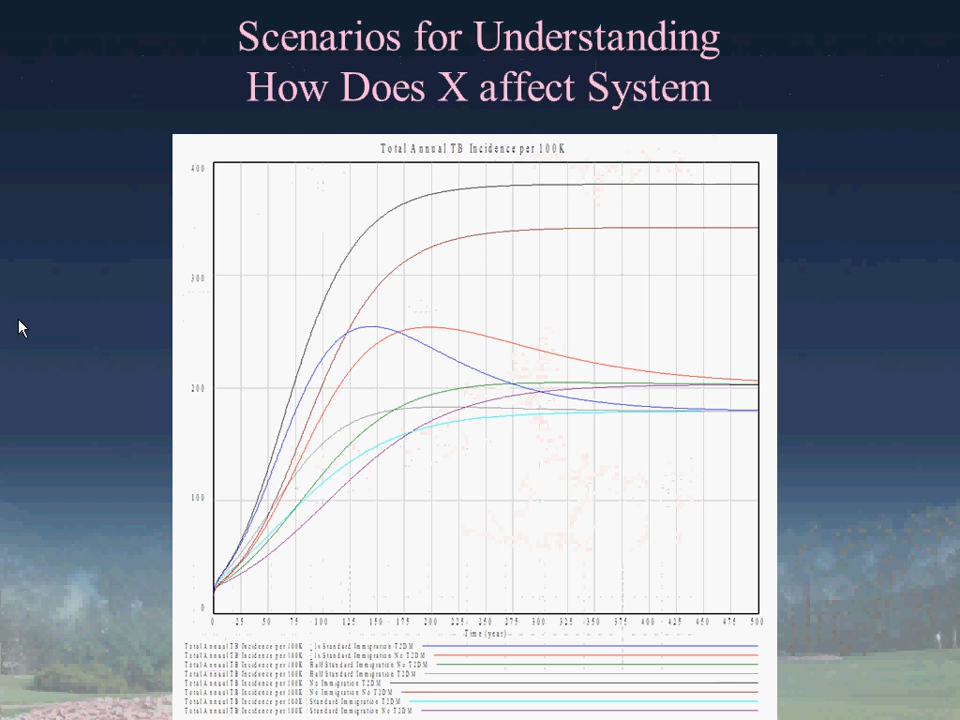 Scenarios for Understanding
How Does X affect System
Total Annual TB Incidence per 100K
400
300
200
100
0
0 25 50 75 100 125 150 175 200 225 250 275 300 325 350 375 400 425 450 475 500
Time (year)
Total Annual TB Incidence per 100K : Standard Immigration T2DM
Total Annual TB Incidence per 100K : Standard Immigration No T2DM
Total Annual TB Incidence per 100K : Half Standard Immigration No T2DM
Total Annual TB Incidence per 100K : Half Standard Immigration T2DM
Total Annual TB Incidence per 100K : No Immigration T2DM
Total Annual TB Incidence per 100K : No Immigration No T2DM
Total Annual TB Incidence per 100K : Standard Immigration T2DM
Total Annual TB Incidence per 100K : Standard Immigration No T2DM